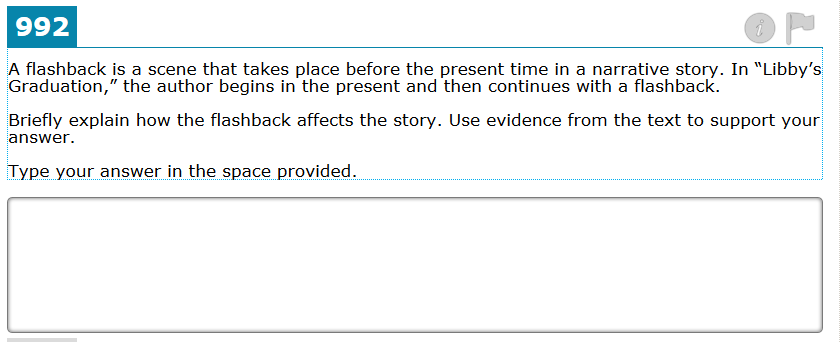 992
i
A flashback is a scene that takes place before the present time in a narrative story. In “Libby’s
Graduation,” the author begins in the present and then continues with a flashback.
Briefly explain how the flashback affects the story. Use evidence from the text to support your
answer.
Type your answer in the space provided.